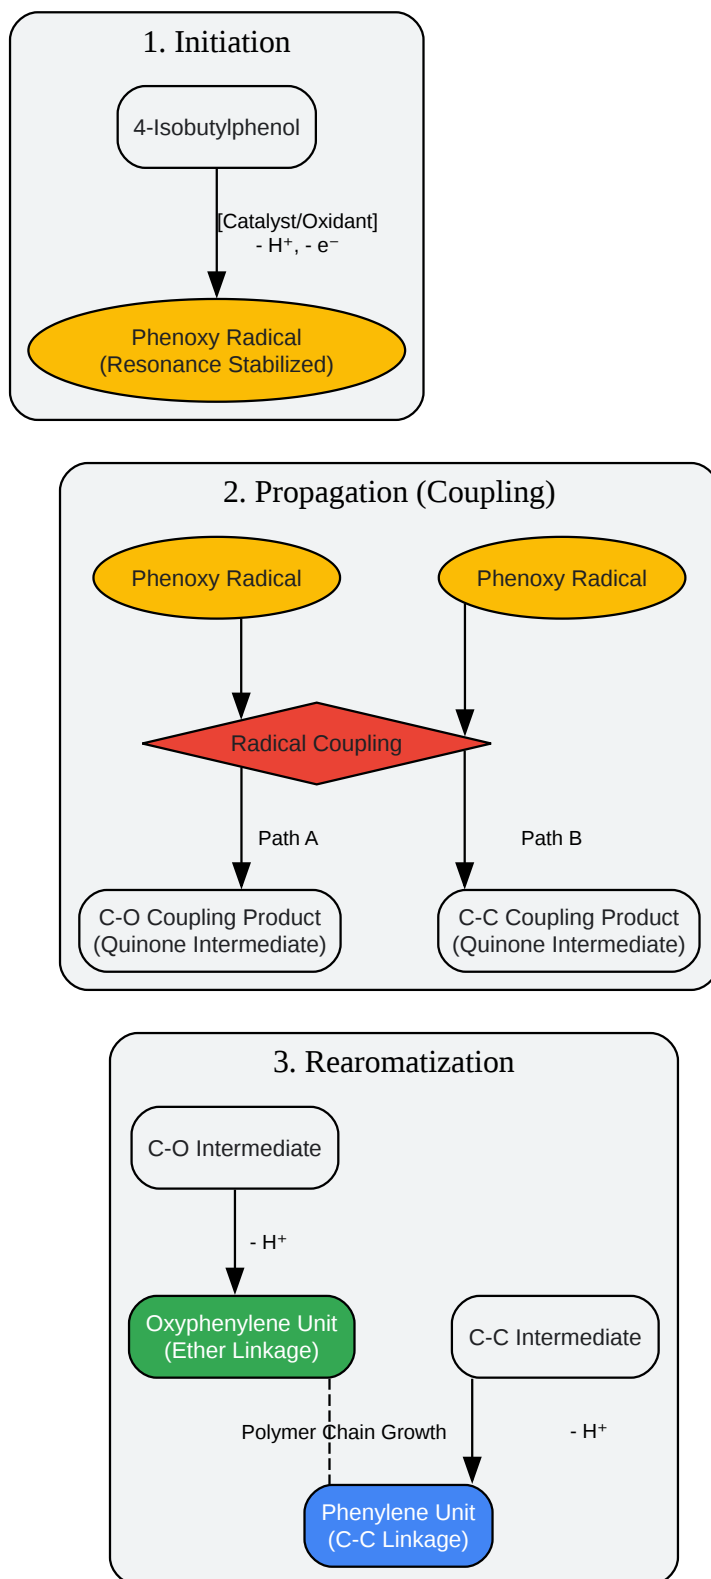 1. Initiation
4-Isobutylphenol
[Catalyst/Oxidant]
- H⁺, - e⁻
Phenoxy Radical
(Resonance Stabilized)
2. Propagation (Coupling)
Phenoxy Radical
Phenoxy Radical
Radical Coupling
Path A
Path B
C-O Coupling Product
(Quinone Intermediate)
C-C Coupling Product
(Quinone Intermediate)
3. Rearomatization
C-O Intermediate
- H⁺
Oxyphenylene Unit
(Ether Linkage)
C-C Intermediate
Polymer Chain Growth
- H⁺
Phenylene Unit
(C-C Linkage)